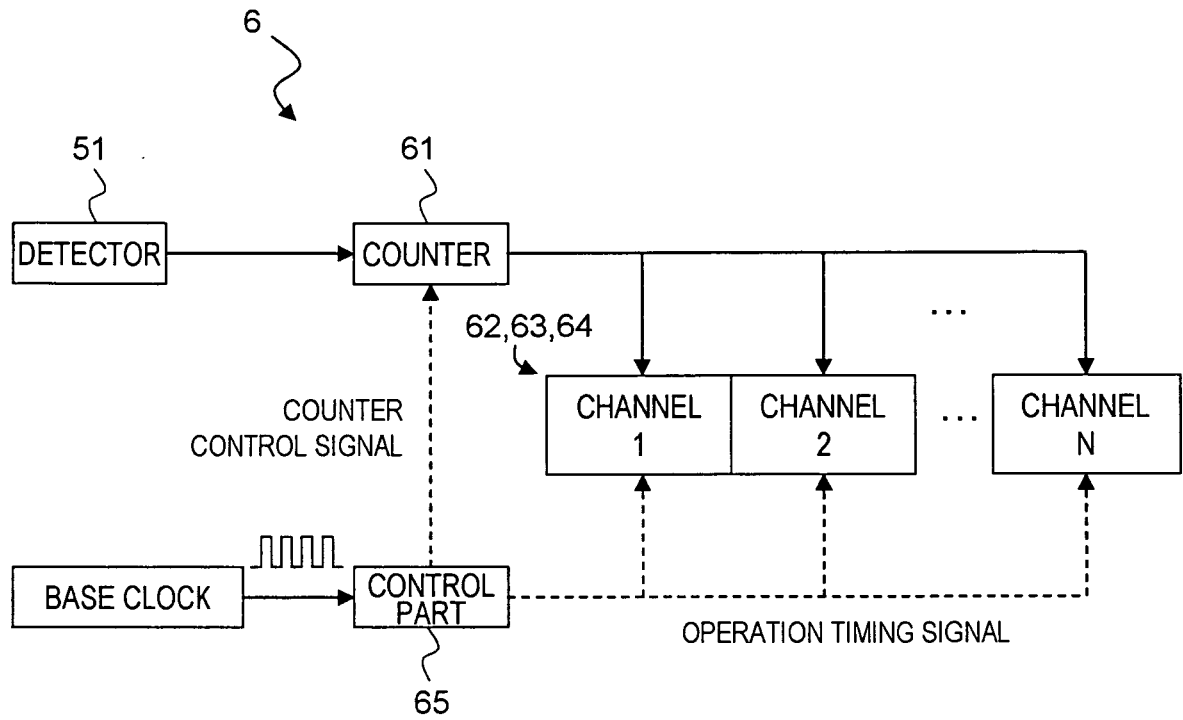 6
51
61
DETECTOR
COUNTER
62,63,64
...
CHANNEL
1
CHANNEL
2
...
CHANNEL
N
COUNTER
CONTROL SIGNAL
BASE CLOCK
CONTROL
PART
OPERATION TIMING SIGNAL
65